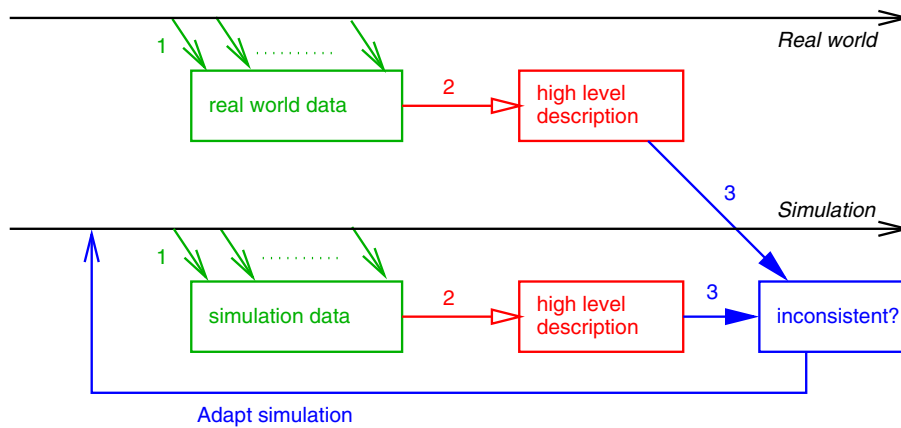 Real world
1
real world data
2
high level
description
3
Simulation
1
simulation data
2
high level
description
3
inconsistent?
Adapt simulation